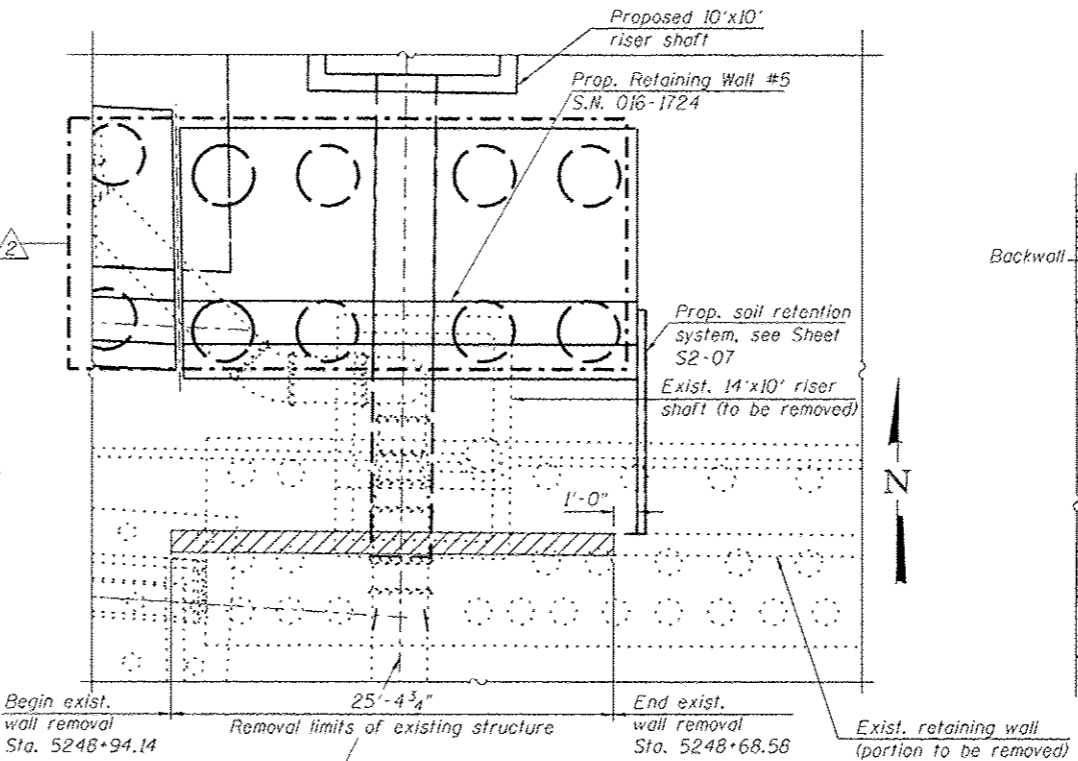 Proposed 10'x10'
riser shaft
Prop. Retaining Wall #5
S.N. 016-1724
2
Backwall
Prop. soil retention
system, see Sheet
S2-07
Exist. 14'x10' riser
shaft (to be removed)
N
1'-0"
Begin exist.
wall removal
Sta. 5248+94.14
25'-4 3/4"
Removal limits of existing structure
End exist.
wall removal
Sta. 5248+68.58
Exist. retaining wall
(portion to be removed)